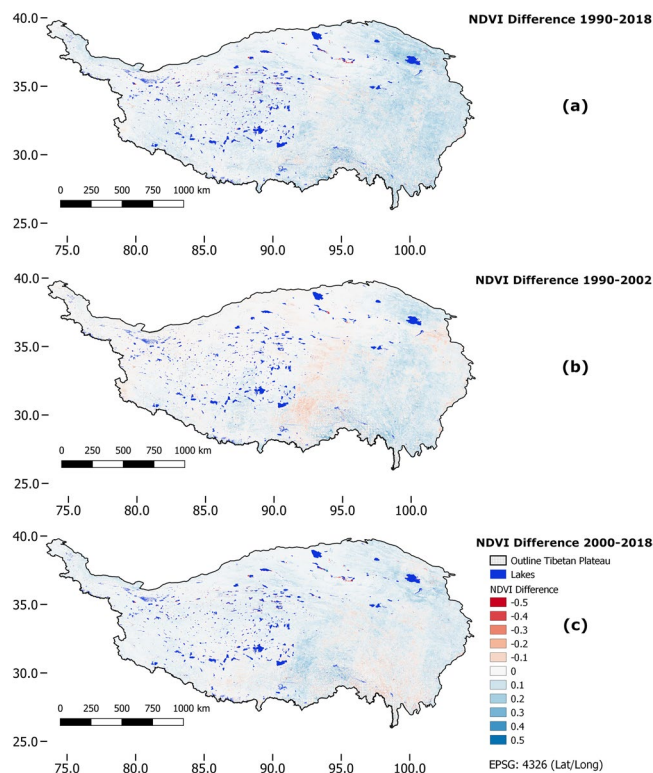 NDVI Difference 1990-2018
40.0
35.0
30.0
25.0
(a)
0 250 500 750 1000 km
75.0 80.0 85.0 90.0 95.0 100.0
NDVI Difference 1990-2002
40.0
35.0
30.0
25.0
(b)
0 250 500 750 1000 km
75.0 80.0 85.0 90.0 95.0 100.0
NDVI Difference 2000-2018
40.0
35.0
30.0
25.0
Outline Tibetan Plateau
Lakes
NDVI Difference
-0.5
-0.4
-0.3
-0.2
-0.1
0
0.1
0.2
0.3
0.4
0.5
(c)
0 250 500 750 1000 km
75.0 80.0 85.0 90.0 95.0 100.0
EPSG: 4326 (Lat/Long)